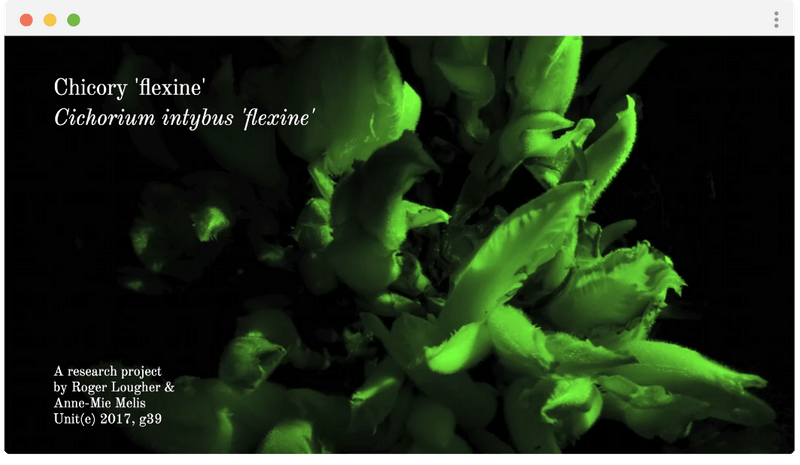 Chicory 'flexine'
Cichorium intybus 'flexine'
A research project
by Roger Lougher &
Anne-Mie Melis
Unit(e) 2017, g39